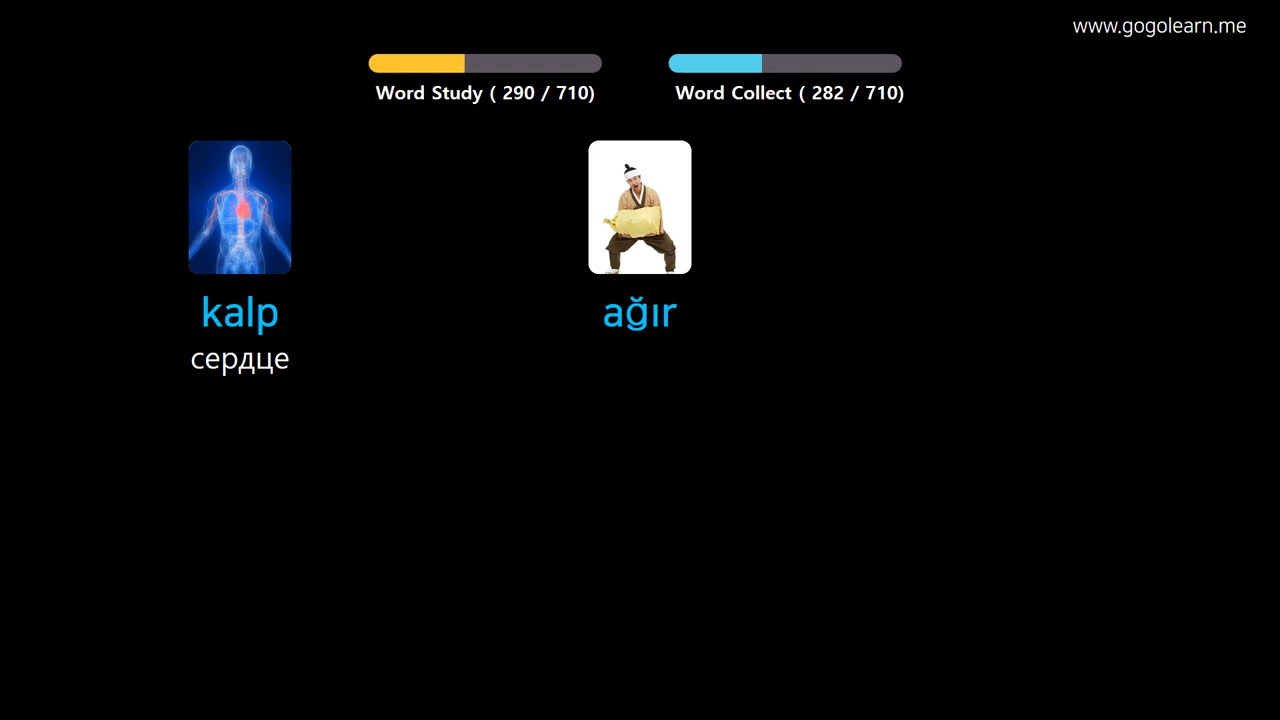 www.gogolearn.me
Word Study ( 290 / 710)
Word Collect ( 282 / 710)
kalp
сердце
ağır